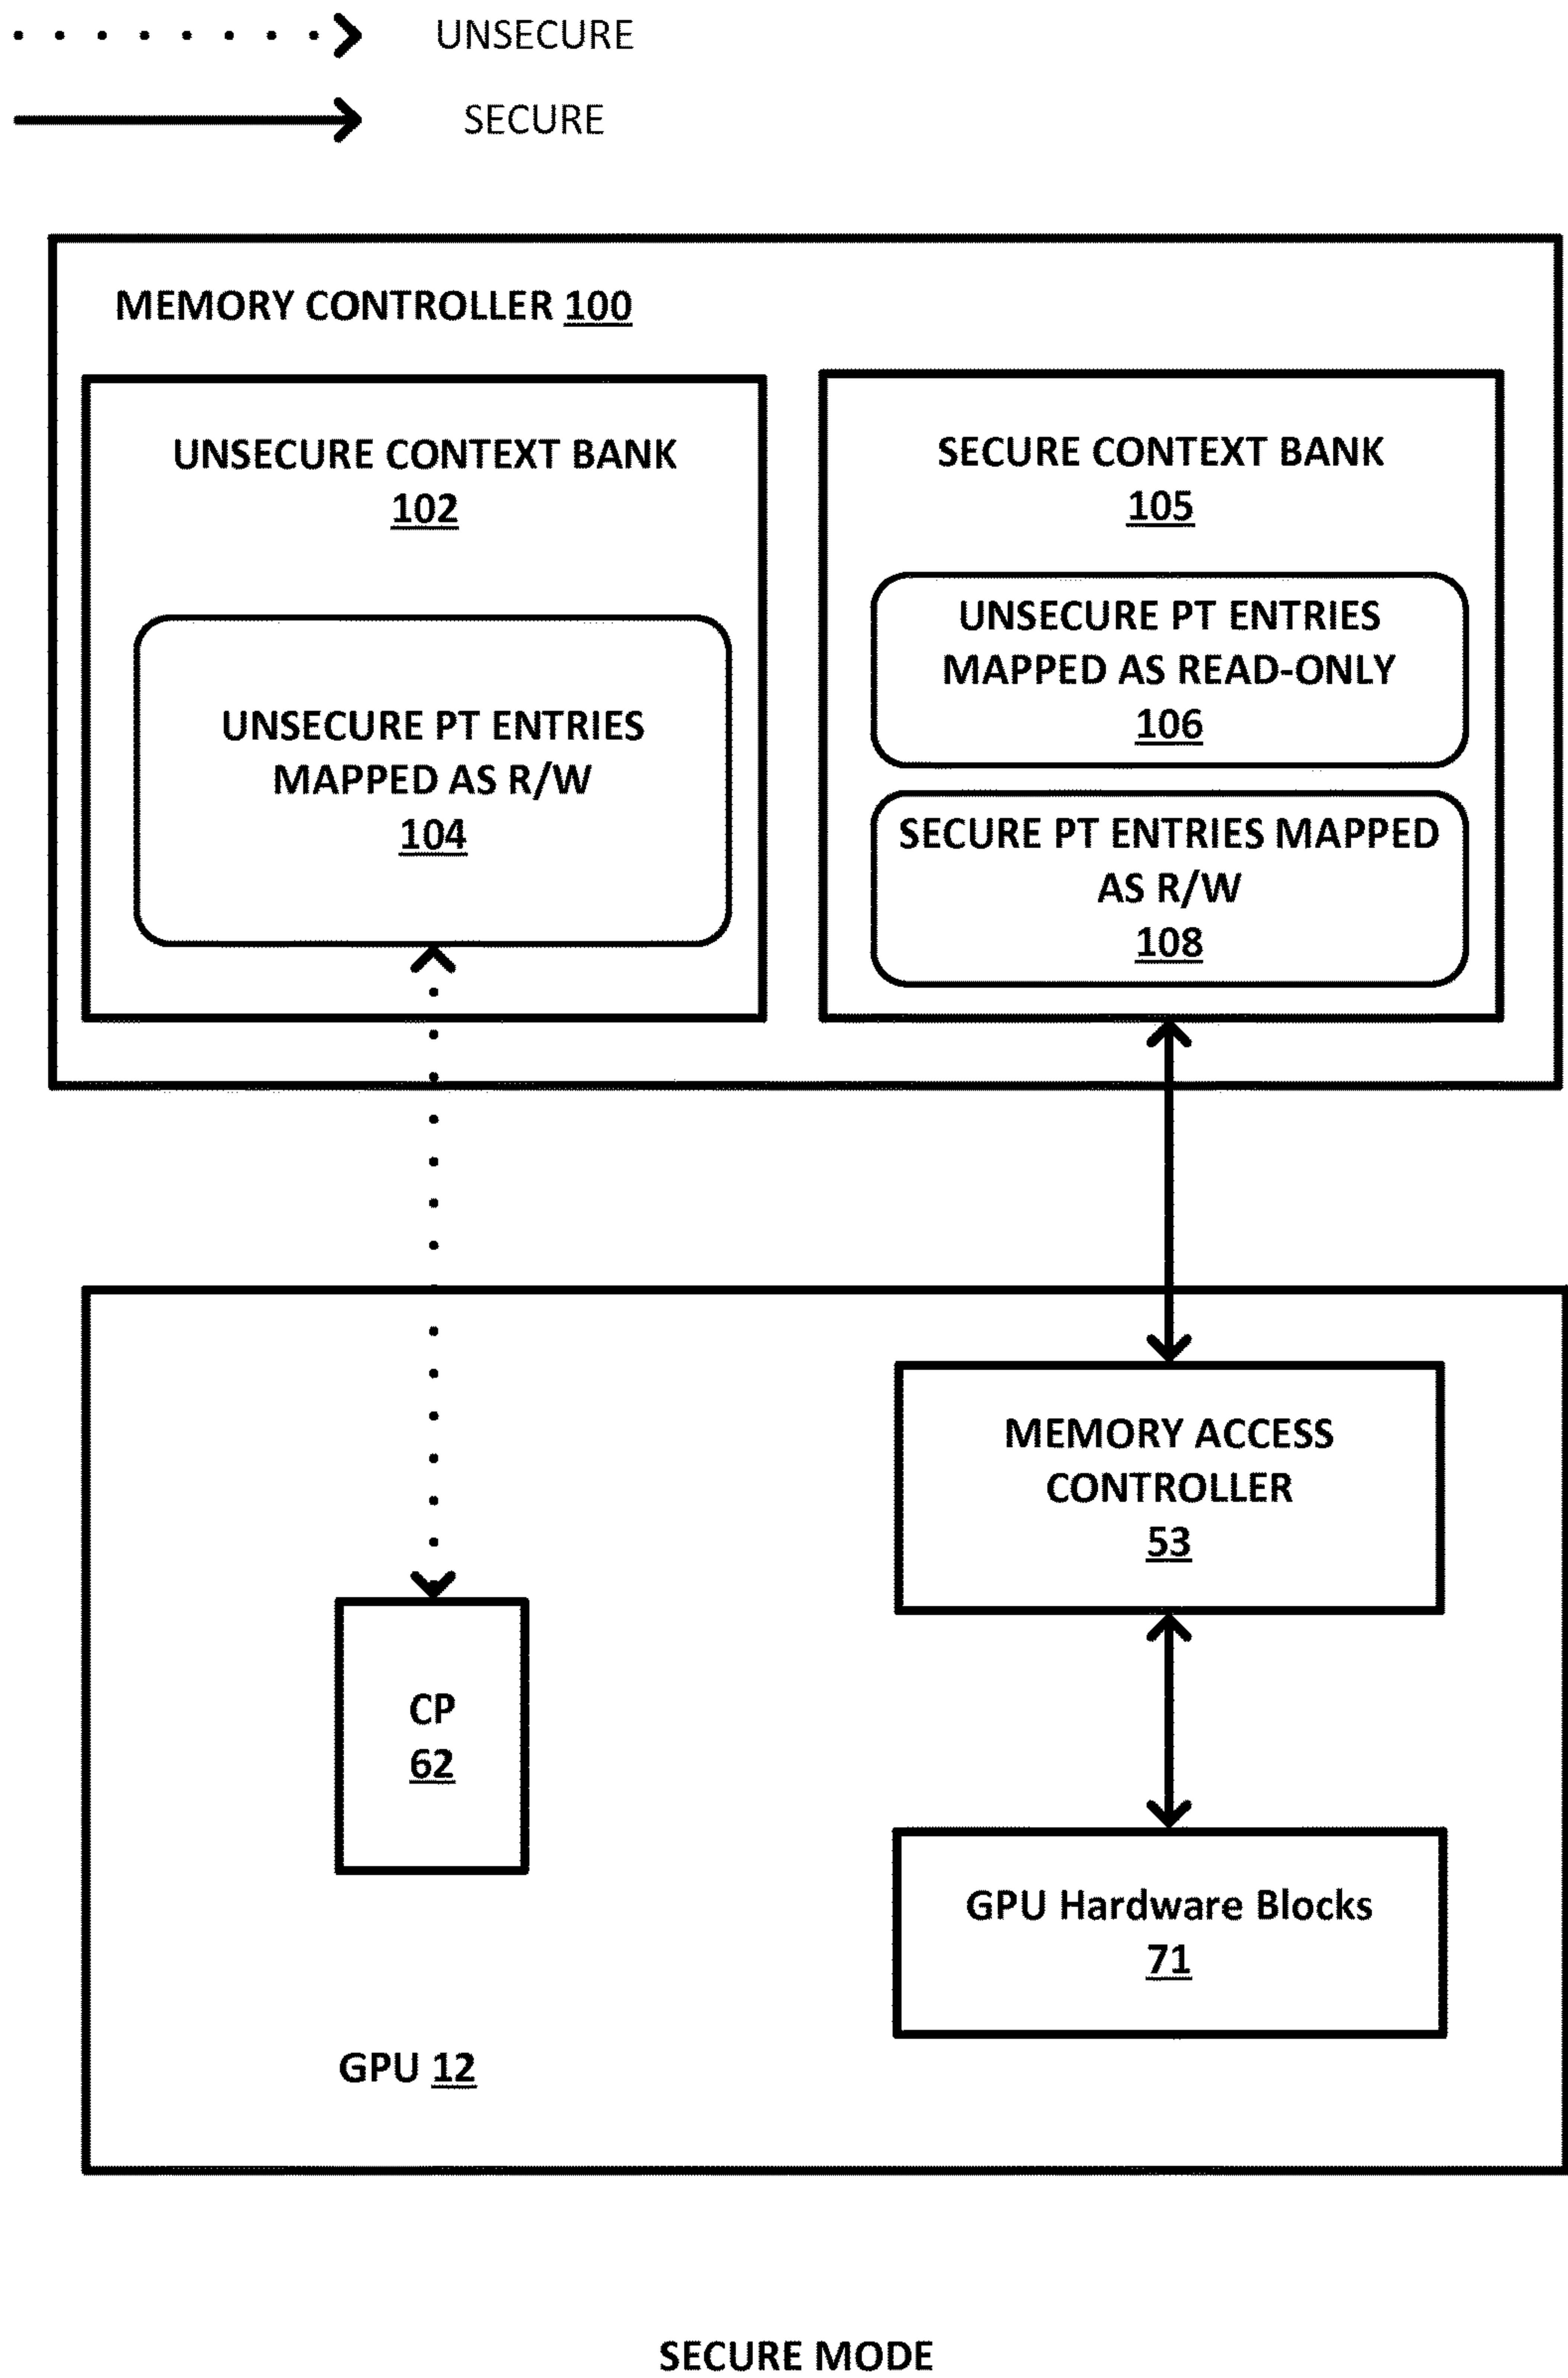 UNSECURE
SECURE
MEMORY CONTROLLER 100
UNSECURE CONTEXT BANK
102
UNSECURE PT ENTRIES
MAPPED AS R/W
104
SECURE CONTEXT BANK
105
UNSECURE PT ENTRIES
MAPPED AS READ-ONLY
106
SECURE PT ENTRIES MAPPED
AS R/W
108
MEMORY ACCESS
CONTROLLER
53
CP
62
GPU Hardware Blocks
71
GPU 12
SECURE MODE